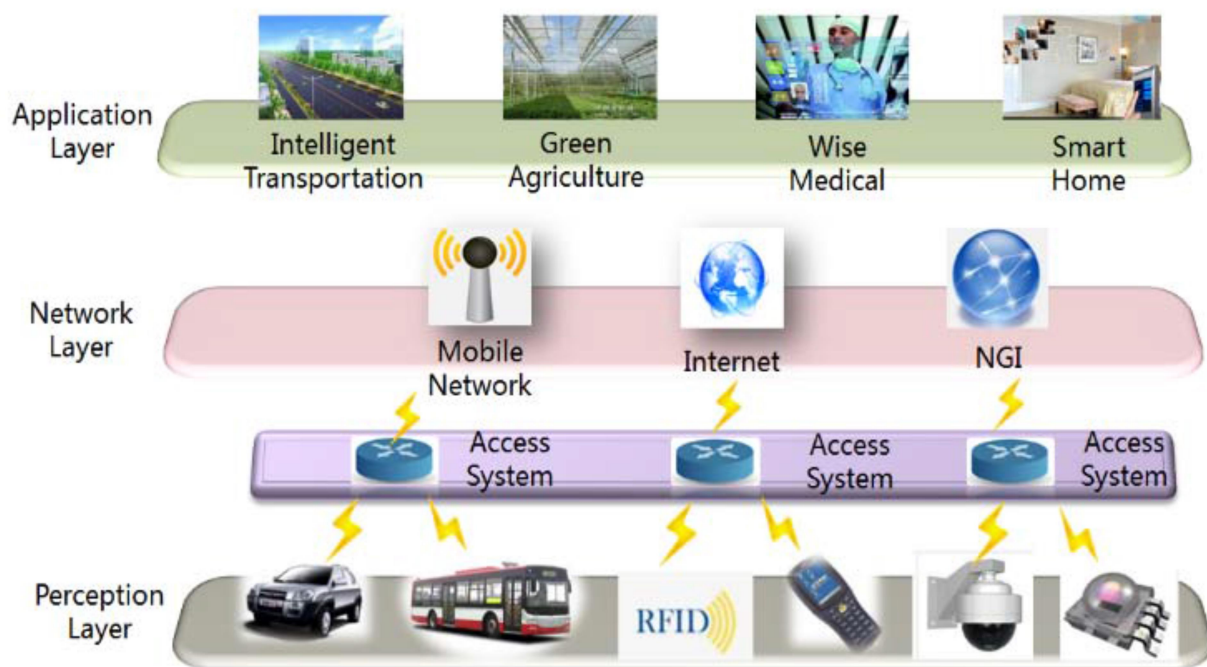 Application
Layer
Intelligent
Transportation
Green
Agriculture
Wise
Medical
Smart
Home
Network
Layer
Mobile
Network
Internet
NGI
Access
System
Access
System
Access
System
Perception
Layer
RFID